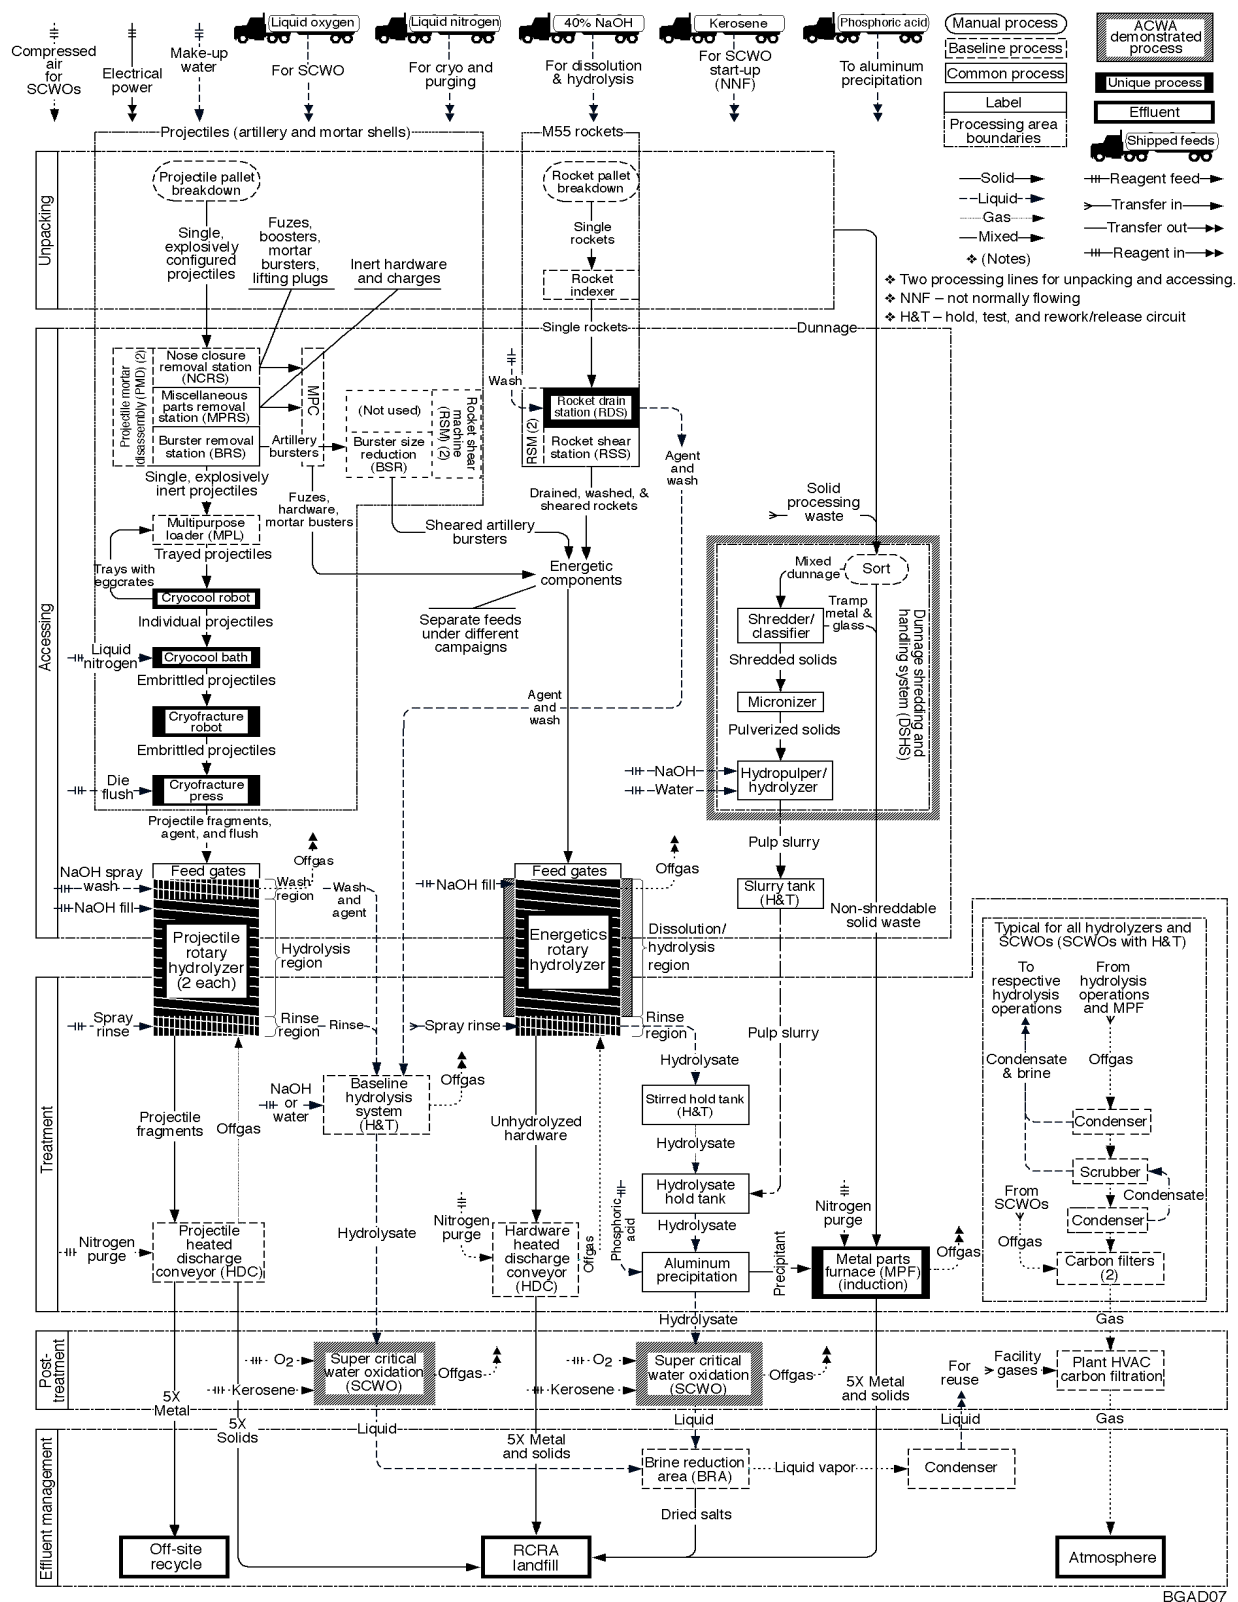 Compressed
air
for
SCWOs
Electrical
power
Make-up
water
Liquid oxygen
For SCWO
Liquid nitrogen
For cryo and
purging
40% NaOH
For dissolution
& hydrolysis
Kerosene
For SCWO
start-up
(NNF)
Phosphoric acid
To aluminum
precipitation
Manual process
Baseline process
Common process
Label
Processing area
boundaries
ACWA
demonstrated
process
Unique process
Effluent
Shipped feeds
Solid
Liquid
Gas
Mixed
❖ (Notes)
Reagent feed
Transfer in
Transfer out
Reagent in
❖ Two processing lines for unpacking and accessing.
❖ NNF – not normally flowing
❖ H&T – hold, test, and rework/release circuit
Projectiles (artillery and mortar shells)
M55 rockets
Unpacking
Projectile pallet
breakdown
Single,
explosively
configured
projectiles
Fuzes,
boosters,
mortar
bursters,
lifting plugs
Inert hardware
and charges
Rocket pallet
breakdown
Single
rockets
Rocket
indexer
Single rockets
Dunnage
Accessing
Projectile mortar
disassembly (PMD) (2)
Nose closure
removal station
(NCRS)
Miscellaneous
parts removal
station (MPRS)
Burster removal
station (BRS)
MPC
Artillery
bursters
(Not used)
Burster size
reduction
(BSR)
Rocket shear
machine
(RSM) (2)
Wash
RSM (2)
Rocket drain
station (RDS)
Rocket shear
station (RSS)
Agent
and
wash
Single, explosively
inert projectiles
Multipurpose
loader (MPL)
Trayed projectiles
Trays with
eggcrates
Cryocool robot
Individual projectiles
Liquid
nitrogen
Cryocool bath
Embrittled projectiles
Cryofracture
robot
Embrittled projectiles
Die
flush
Cryofracture
press
Projectile fragments,
agent, and flush
Fuzes,
hardware,
mortar busters
Sheared artillery
bursters
Drained, washed, &
sheared rockets
Energetic
components
Separate feeds
under different
campaigns
Agent
and
wash
Solid
processing
waste
Sort
Mixed
dunnage
Tramp
metal &
glass
Shredder/
classifier
Shredded solids
Micronizer
Pulverized solids
NaOH
Water
Hydropulper/
hydrolyzer
Dunnage shredding and
handling system (DSHS)
Pulp slurry
Slurry tank
(H&T)
Non-shreddable
solid waste
Feed gates
NaOH spray
wash
NaOH fill
Wash
region
Offgas
Wash
and
agent
Projectile
rotary
hydrolyzer
(2 each)
Hydrolysis
region
Spray
rinse
Rinse
region
Rinse
NaOH fill
Feed gates
Offgas
Energetics
rotary
hydrolyzer
Dissolution/
hydrolysis
region
Spray rinse
Rinse
region
Pulp slurry
Treatment
Projectile
fragments
Offgas
NaOH
or
water
Baseline
hydrolysis
system
(H&T)
Offgas
Unhydrolyzed
hardware
Hydrolysate
Stirred hold tank
(H&T)
Hydrolysate
Hydrolysate
hold tank
Hydrolysate
Phosphoric
acid
Aluminum
precipitation
Precipitant
Hydrolysate
Nitrogen
purge
Projectile
heated
discharge
conveyor (HDC)
Hydrolysate
Nitrogen
purge
Hardware
heated
discharge
conveyor
(HDC)
Offgas
Nitrogen
purge
Metal parts
furnace (MPF)
(induction)
Offgas
Typical for all hydrolyzers and
SCWOs (SCWOs with H&T)
To
respective
hydrolysis
operations
From
hydrolysis
operations
and MPF
Condensate
& brine
Offgas
Condenser
Scrubber
Condensate
From
SCWOs
Offgas
Condenser
Carbon filters
(2)
Gas
Post-
treatment
O2
Kerosene
Super critical
water oxidation
(SCWO)
Offgas
O2
Kerosene
Super critical
water oxidation
(SCWO)
Offgas
5X Metal
and solids
For
reuse
Facility
gases
Plant HVAC
carbon filtration
5X
Metal
5X
Solids
Liquid
Liquid
Liquid
Gas
Effluent management
5X Metal
and solids
Brine reduction
area (BRA)
Liquid vapor
Condenser
Dried salts
Off-site
recycle
RCRA
landfill
Atmosphere
BGAD07